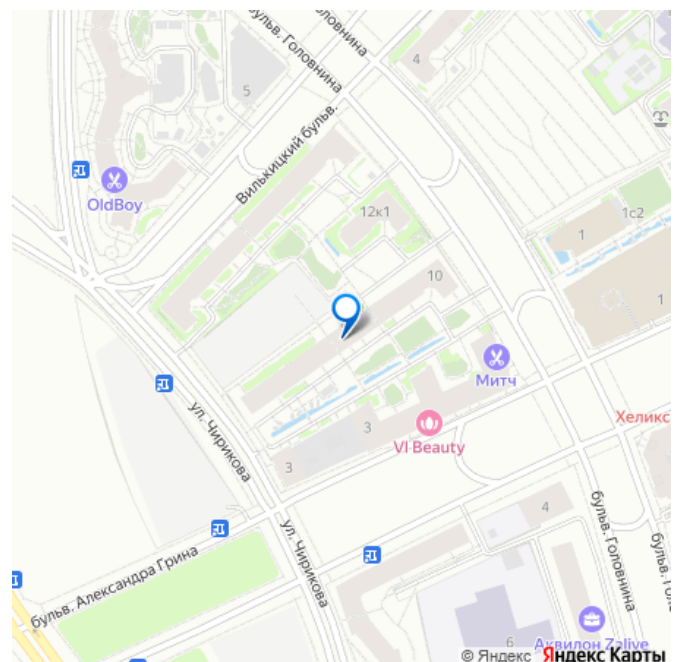 бульв. Головнина
бульв. Головнина
4
5
Вилькицкий бульв.
OldBoy
12к1
1с2
1
10
1
Митч
ул. Чирикова
3
VI Beauty
Хеликс
3
4
ул. Чирикова
бульв. Головнина
бульв. Александра Грина
6
Аквилон Zalive
© Яндекс Яндекс Карты